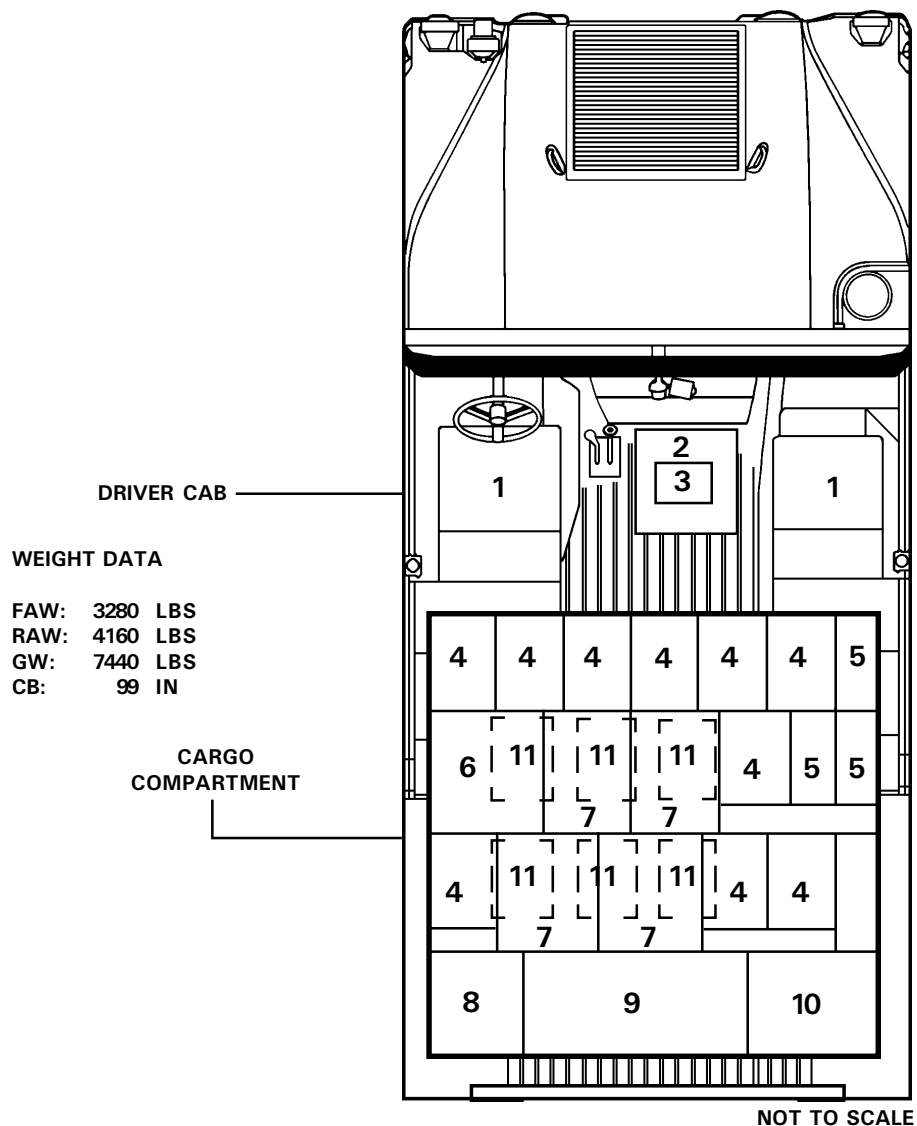 2
3
1
1
DRIVER CAB
WEIGHT DATA
FAW: 3280 LBS
RAW: 4160 LBS
GW: 7440 LBS
CB: 99 IN
4 4 4 4 4 4 5
CARGO
COMPARTMENT
6 11 11 11 4 5 5
7 7
4 11 11 11 4 4
7 7
8 9 10
NOT TO SCALE